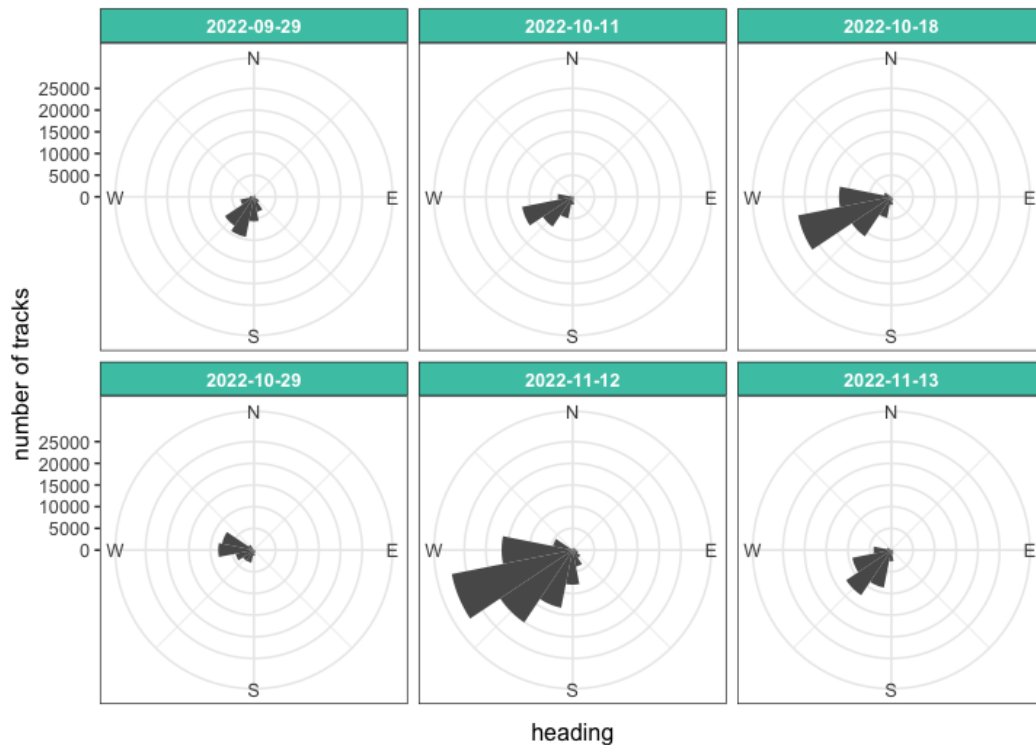 2022-09-29
2022-10-11
2022-10-18
N
N
N
25000
20000
15000
10000
5000
0
W
E
W
E
W
E
S
S
S
2022-10-29
2022-11-12
2022-11-13
N
N
N
25000
20000
15000
10000
5000
0
W
E
W
E
W
E
S
S
S
number of tracks
heading